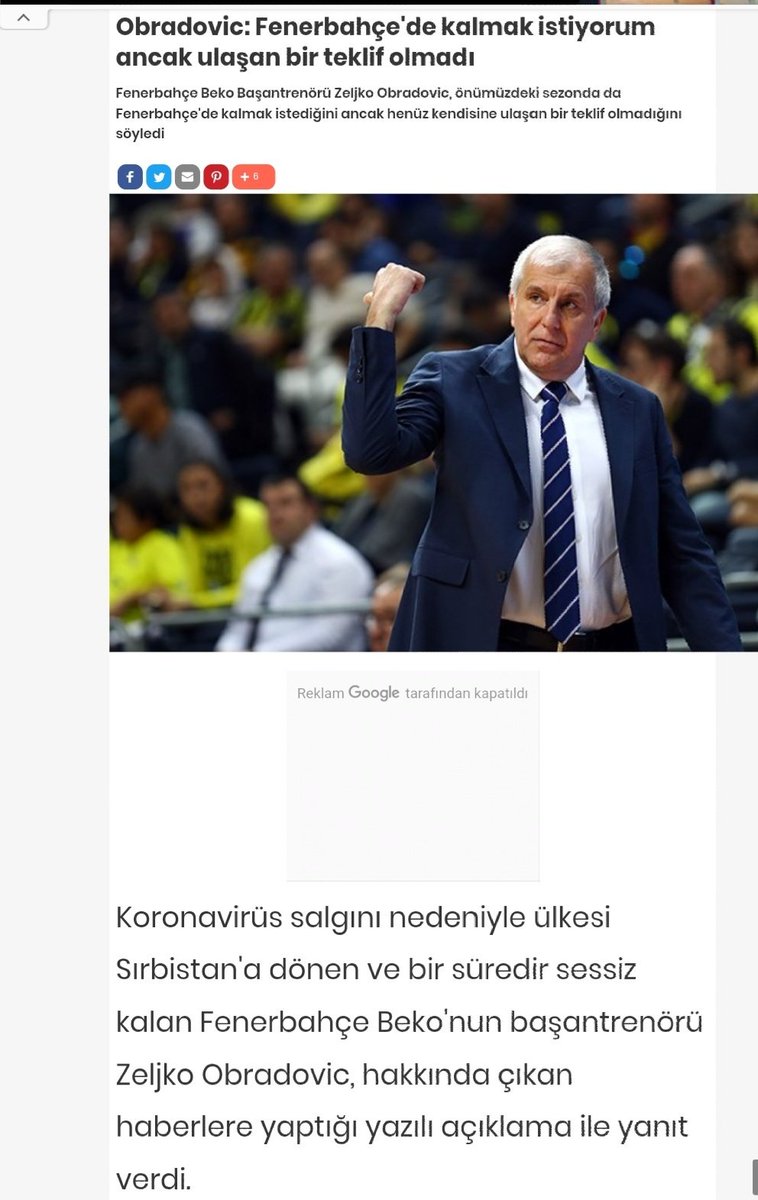 Obradovic: Fenerbahçe'de kalmak istiyorum
ancak ulaşan bir teklif olmadı
Fenerbahçe Beko Başantrenörü Zeljko Obradovic, önümüzdeki sezonda da
Fenerbahçe'de kalmak istediğini ancak henüz kendisine ulaşan bir teklif olmadığını
söyledi
+ 6
Reklam Google tarafından kapatıldı
Koronavirüs salgını nedeniyle ülkesi
Sırbistan'a dönen ve bir süredir sessiz
kalan Fenerbahçe Beko'nun başantrenörü
Zeljko Obradovic, hakkında çıkan
haberlere yaptığı yazılı açıklama ile yanıt
verdi.